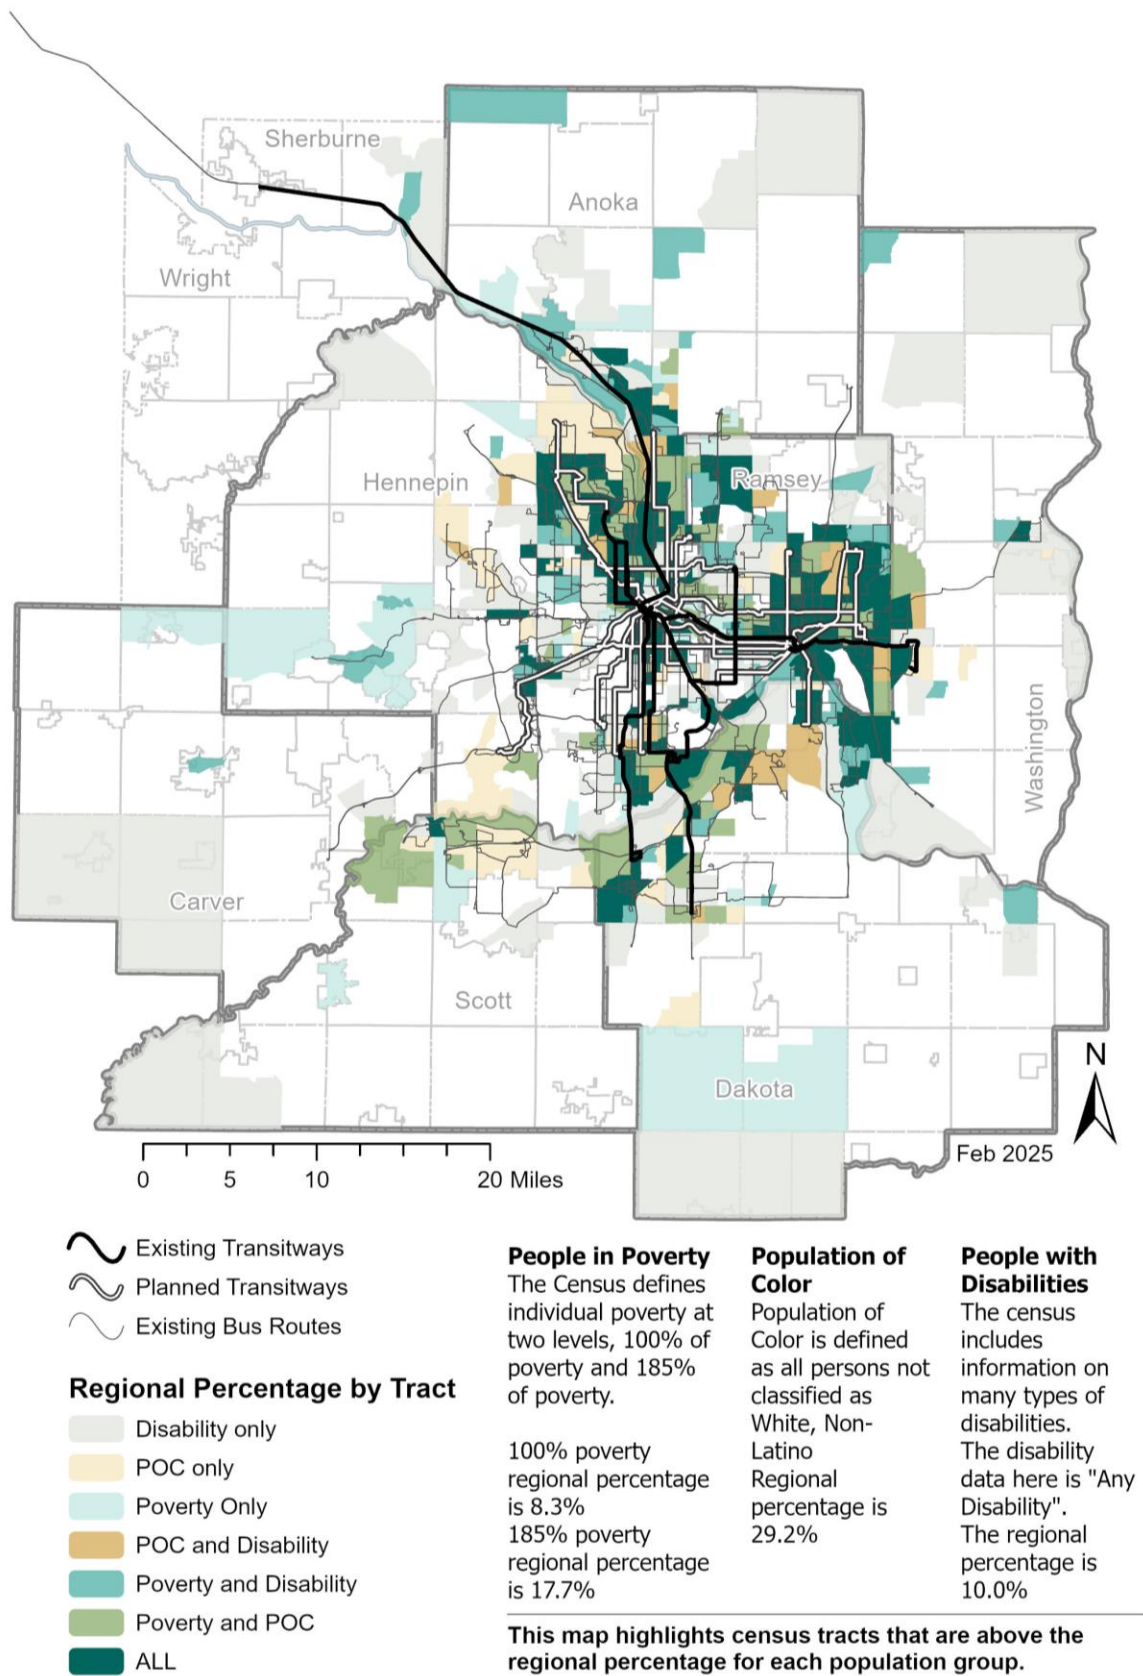 Sherburne
Anoka
Wright
Hennepin
Ramsey
Washington
Carver
Scott
Dakota
N
Feb 2025
0 5 10 20 Miles
Existing Transitways
Planned Transitways
Existing Bus Routes
Regional Percentage by Tract
Disability only
POC only
Poverty Only
POC and Disability
Poverty and Disability
Poverty and POC
ALL
People in Poverty
The Census defines
individual poverty at
two levels, 100% of
poverty and 185%
of poverty.
100% poverty
regional percentage
is 8.3%
185% poverty
regional percentage
is 17.7%
Population of
Color
Population of
Color is defined
as all persons not
classified as
White, Non-
Latino
Regional
percentage is
29.2%
People with
Disabilities
The census
includes
information on
many types of
disabilities.
The disability
data here is "Any
Disability".
The regional
percentage is
10.0%
This map highlights census tracts that are above the
regional percentage for each population group.